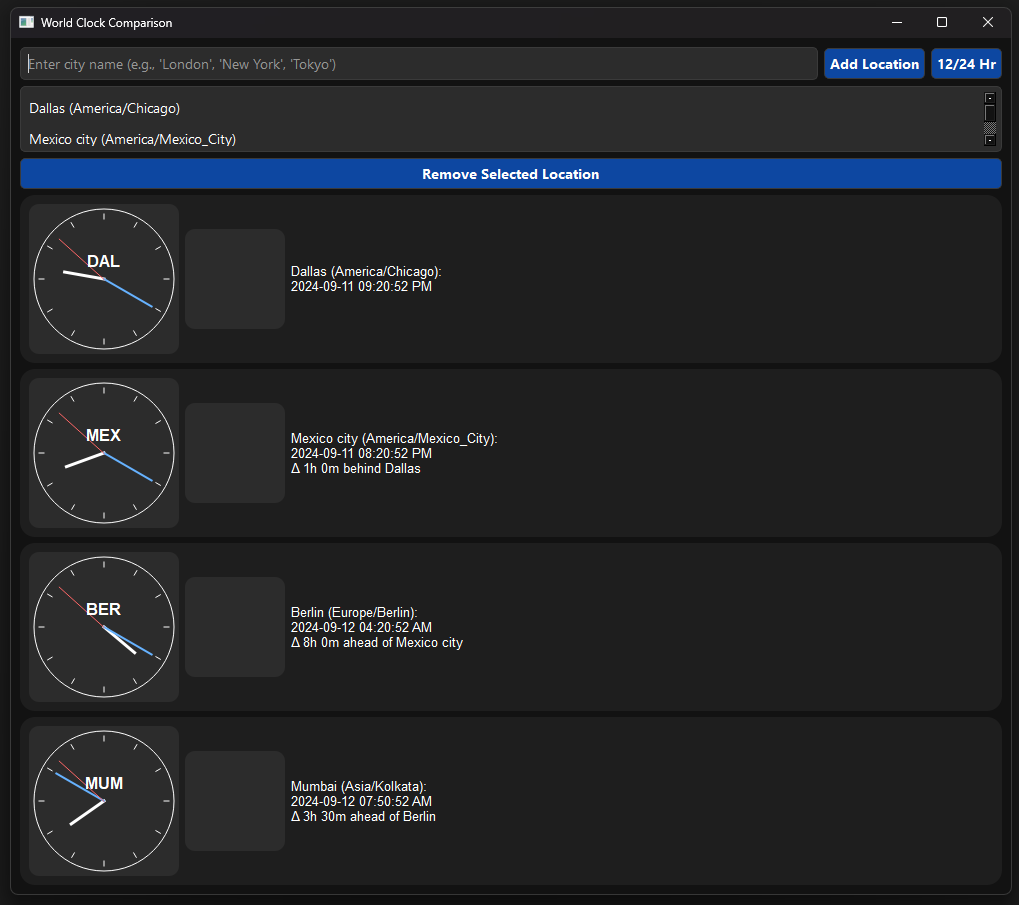 World Clock Comparison
Enter city name (e.g., 'London', 'New York', 'Tokyo')
Add Location
12/24 Hr
Dallas (America/Chicago)
Mexico city (America/Mexico_City)
Remove Selected Location
DAL
Dallas (America/Chicago):
2024-09-11 09:20:52 PM
MEX
Mexico city (America/Mexico_City):
2024-09-11 08:20:52 PM
Δ 1h 0m behind Dallas
BER
Berlin (Europe/Berlin):
2024-09-12 04:20:52 AM
Δ 8h 0m ahead of Mexico city
MUM
Mumbai (Asia/Kolkata):
2024-09-12 07:50:52 AM
Δ 3h 30m ahead of Berlin